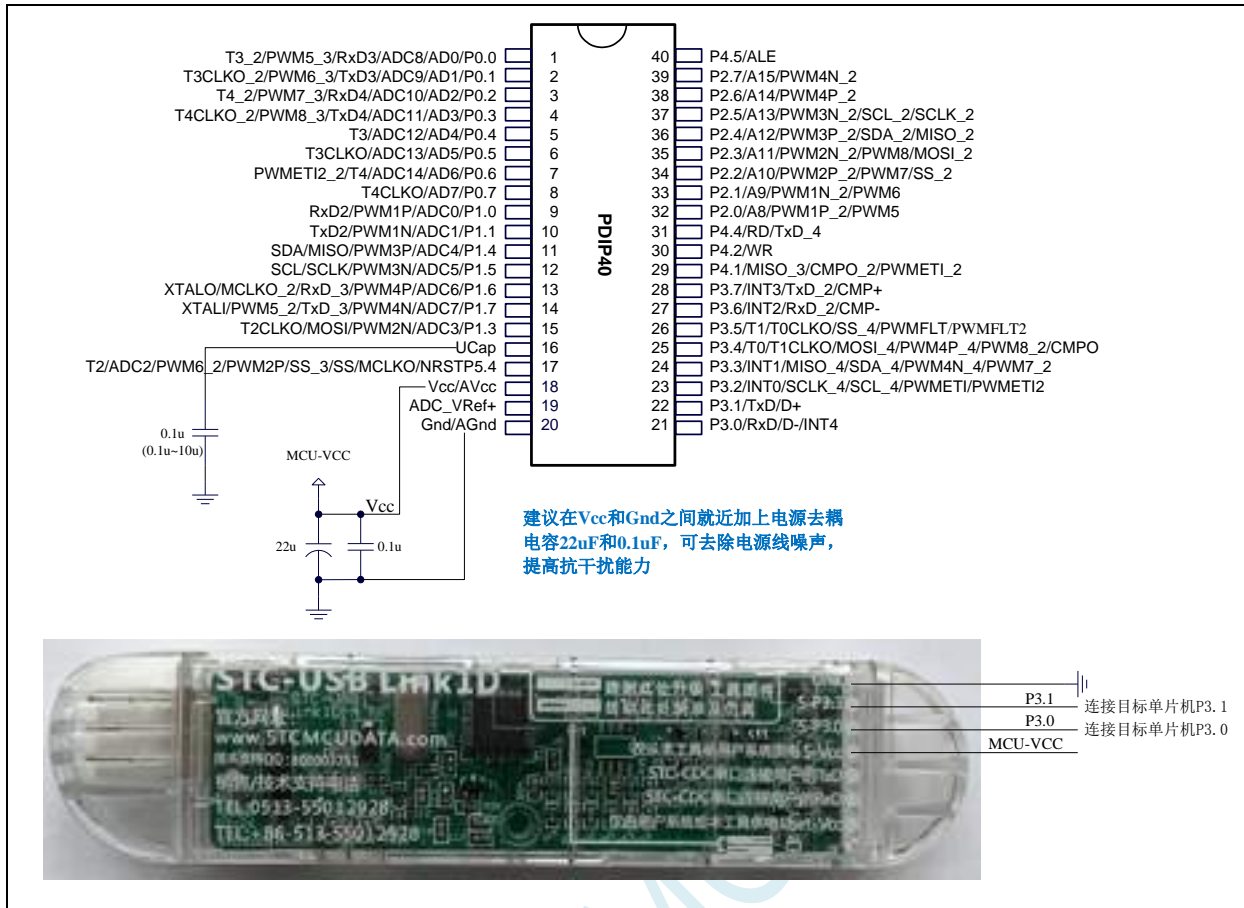 T3_2/PWM5_3/RxD3/ADC8/AD0/P0.0 1
T3CLKO_2/PWM6_3/TxD3/ADC9/AD1/P0.1 2
T4_2/PWM7_3/RxD4/ADC10/AD2/P0.2 3
T4CLKO_2/PWM8_3/TxD4/ADC11/AD3/P0.3 4
T3/ADC12/AD4/P0.4 5
T3CLKO/ADC13/AD5/P0.5 6
PWMETI2_2/T4/ADC14/AD6/P0.6 7
T4CLKO/AD7/P0.7 8
RxD2/PWM1P/ADC0/P1.0 9
TxD2/PWM1N/ADC1/P1.1 10
SDA/MISO/PWM3P/ADC4/P1.4 11
SCL/SCLK/PWM3N/ADC5/P1.5 12
XTALO/MCLKO_2/RxD_3/PWM4P/ADC6/P1.6 13
XTALI/PWM5_2/TxD_3/PWM4N/ADC7/P1.7 14
T2CLKO/MOSI/PWM2N/ADC3/P1.3 15
UCap 16
T2/ADC2/PWM6_2/PWM2P/SS_3/SS/MCLKO/NRSTP5.4 17
Vcc/AVcc 18
ADC_VRef+ 19
Gnd/AGnd 20
PDIP40
40 P4.5/ALE
39 P2.7/A15/PWM4N_2
38 P2.6/A14/PWM4P_2
37 P2.5/A13/PWM3N_2/SCL_2/SCLK_2
36 P2.4/A12/PWM3P_2/SDA_2/MISO_2
35 P2.3/A11/PWM2N_2/PWM8/MOSI_2
34 P2.2/A10/PWM2P_2/PWM7/SS_2
33 P2.1/A9/PWM1N_2/PWM6
32 P2.0/A8/PWM1P_2/PWM5
31 P4.4/RD/TxD_4
30 P4.2/WR
29 P4.1/MISO_3/CMPO_2/PWMETI_2
28 P3.7/INT3/TxD_2/CMP+
27 P3.6/INT2/RxD_2/CMP-
26 P3.5/T1/T0CLKO/SS_4/PWMFLT/PWMFLT2
25 P3.4/T0/T1CLKO/MOSI_4/PWM4P_4/PWM8_2/CMPO
24 P3.3/INT1/MISO_4/SDA_4/PWM4N_4/PWM7_2
23 P3.2/INT0/SCLK_4/SCL_4/PWMETI/PWMETI2
22 P3.1/TxD/D+
21 P3.0/RxD/D-/INT4
0.1u
(0.1u~10u)
MCU-VCC
Vcc
22u
0.1u
建议在Vcc和Gnd之间就近加上电源去耦
电容22uF和0.1uF，可去除电源线噪声，
提高抗干扰能力
STC-USB Link1D
www.STCMCUDATA.com
TEL:0513-55012928
TEL:+86-513-55012928
P3.1
连接目标单片机P3.1
P3.0
连接目标单片机P3.0
MCU-VCC